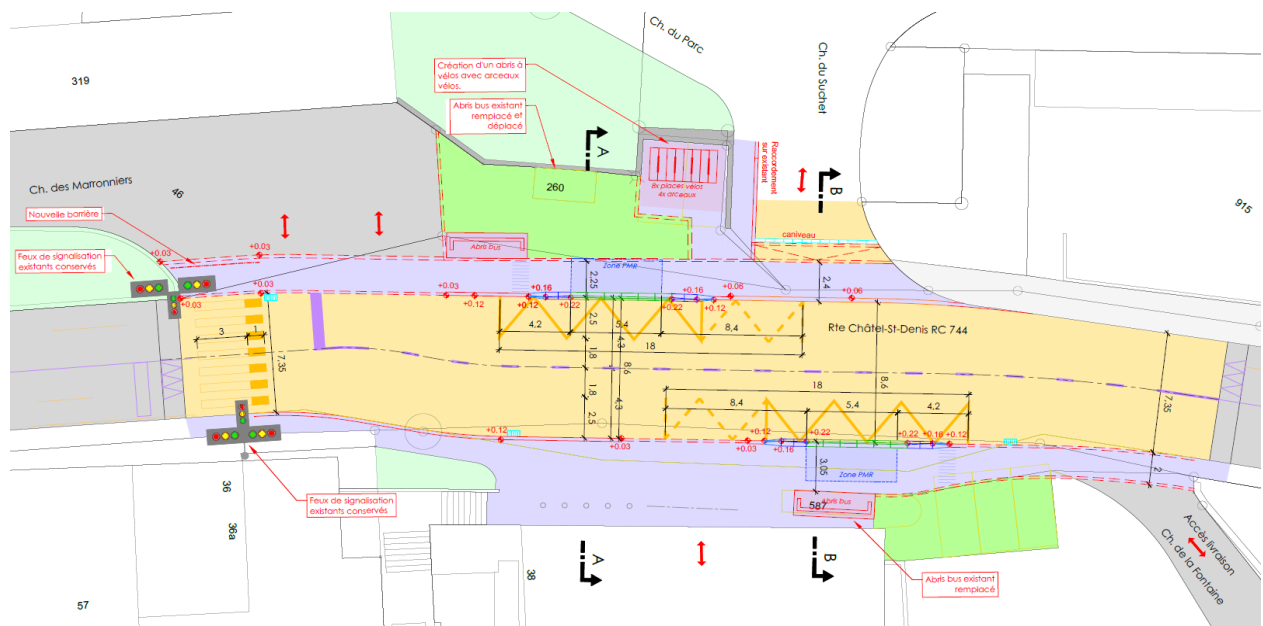 Ch. du Parc
Ch. du Suchet
319
Création d'un abris à
vélos avec arceaux
vélos.
Abris bus existant
remplacé et
déplacé
A
B
Raccordement
sur existant
Ch. des Marronniers
46
260
8x places vélos
4x arceaux
915
Nouvelle barrière
caniveau
Abris bus
Feux de signalisation
existants conservés
+0.03
+0.03
Zone PMR
2.25
2.4
+0.03
+0.03
+0.03
+0.12
+0.16
+0.12
+0.22
+0.16
+0.22
+0.12
+0.06
+0.06
3
1
7,35
4,2
2,5
5,4
4,3
8,6
8,4
18
1,8
Rte Châtel-St-Denis RC 744
8,6
7,35
1,8
2,5
4,3
18
8,4
5,4
4,2
+0.12
+0.03
+0.03
+0.12
+0.16
+0.22
+0.22
+0.16
+0.12
3.05
Zone PMR
2
Abris bus
587
36
36a
Feux de signalisation
existants conservés
38
57
A
B
Abris bus existant
remplacé
Accès livraison
Ch. de la Fontaine